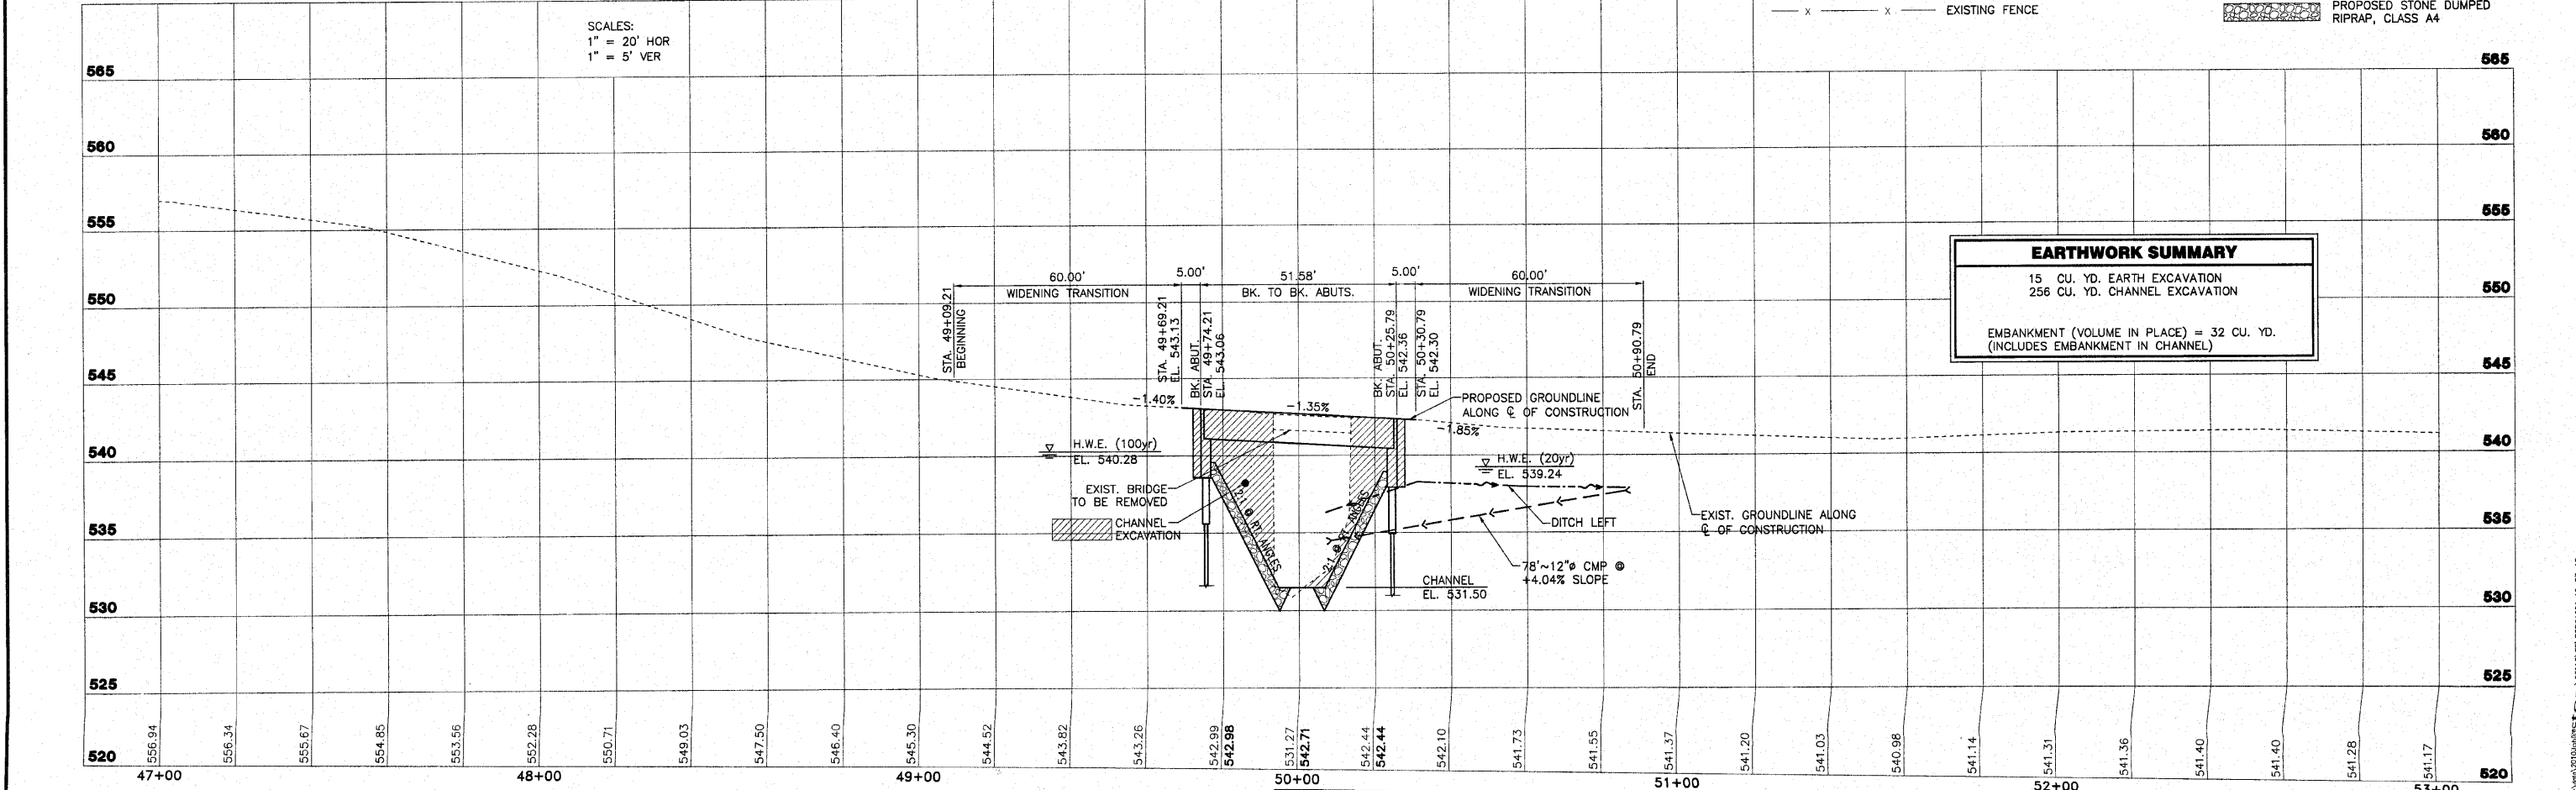 SCALES:
1" = 20' HOR
1" = 5' VER
X X EXISTING FENCE
PROPOSED STONE DUMPED
RIPRAP, CLASS A4
565 565
560 560
555 555
550 550
545 545
540 540
535 535
530 530
525 525
520 520
EARTHWORK SUMMARY
15 CU. YD. EARTH EXCAVATION
256 CU. YD. CHANNEL EXCAVATION
EMBANKMENT (VOLUME IN PLACE) = 32 CU. YD.
(INCLUDES EMBANKMENT IN CHANNEL)
60.00' 5.00' 51.58' 5.00' 60.00'
WIDENING TRANSITION BK. TO BK. ABUTS. WIDENING TRANSITION
STA. 49+09.21
BEGINNING
STA. 49+69.21
EL. 543.13
BK. ABUT.
STA. 49+74.21
EL. 543.06
BK. ABUT.
STA. 50+25.79
EL. 542.36
STA. 50+30.79
EL. 542.30
STA. 50+90.79
END
-1.40% -1.35% -1.85%
PROPOSED GROUNDLINE
ALONG ℄ OF CONSTRUCTION
H.W.E. (100yr)
EL. 540.28
H.W.E. (20yr)
EL. 539.24
EXIST. BRIDGE
TO BE REMOVED
CHANNEL
EXCAVATION
2:1 @ RT. ANGLES
2:1 @ RT. ANGLES
DITCH LEFT
EXIST. GROUNDLINE ALONG
℄ OF CONSTRUCTION
78'~12"ø CMP @
+4.04% SLOPE
CHANNEL
EL. 531.50
556.94 556.34 555.67 554.85 553.56 552.28 550.71 549.03 547.50 546.40 545.30 544.52 543.82 543.26 542.99 542.98 531.27 542.71 542.44 542.44 542.10 541.73 541.55 541.37 541.20 541.03 540.98 541.14 541.31 541.36 541.40 541.40 541.28 541.17
47+00 48+00 49+00 50+00 51+00 52+00 53+00